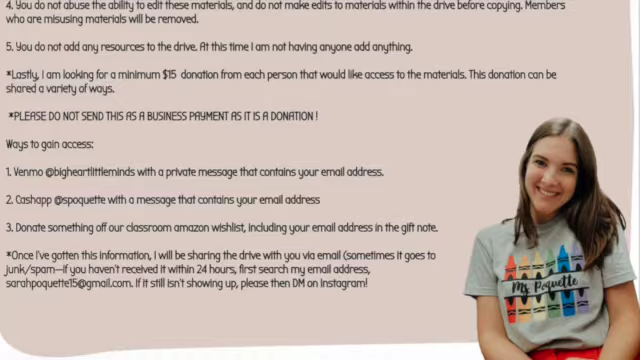 4. You do not abuse the ability to edit these materials, and do not make edits to materials within the drive before copying. Members
who are misusing materials will be removed.
5. You do not add any resources to the drive. At this time I am not having anyone add anything.
*Lastly, I am looking for a minimum $15 donation from each person that would like access to the materials. This donation can be
shared a variety of ways.
*PLEASE DO NOT SEND THIS AS A BUSINESS PAYMENT AS IT IS A DONATION !
Ways to gain access:
1. Venmo @bigheartlittleminds with a private message that contains your email address.
2. Cashapp @spoquette with a message that contains your email address
3. Donate something off our classroom amazon wishlist, including your email address in the gift note.
*Once I've gotten this information, I will be sharing the drive with you via email (sometimes it goes to
junk/spam--if you haven't received it within 24 hours, first search my email address,
sarahpoquette15@gmail.com. If it still isn't showing up, please then DM on Instagram!
Ms. Poquette